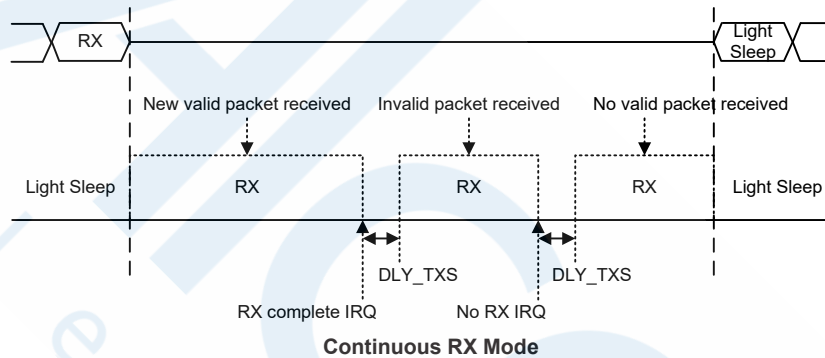 RX
Light
Sleep
New valid packet received
Invalid packet received
No valid packet received
Light Sleep
RX
RX
RX
Light Sleep
DLY_TXS
DLY_TXS
RX complete IRQ
No RX IRQ
Continuous RX Mode